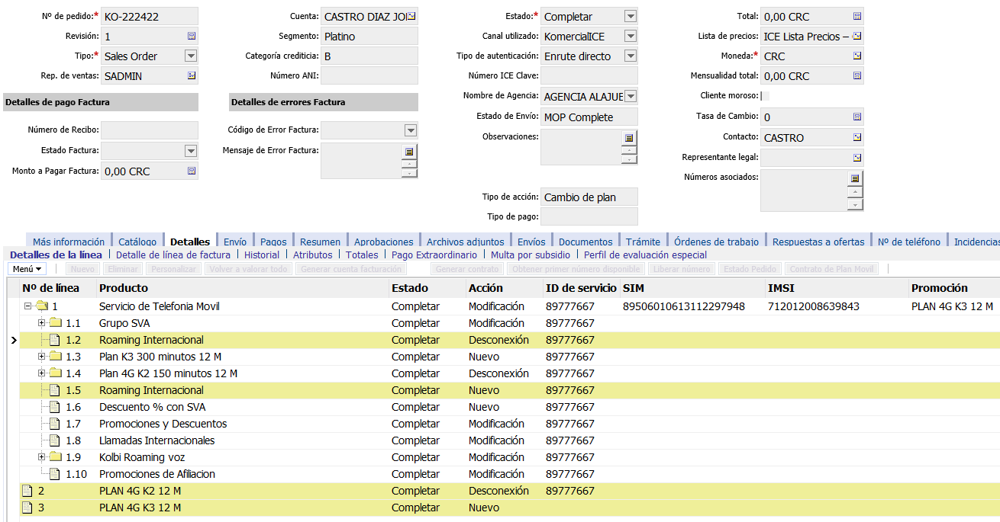 Nº de pedido:* KO-222422 Cuenta: CASTRO DIAZ JO Estado:* Completar Total: 0,00 CRC
Revisión: 1 Segmento: Platino Canal utilizado: KomercialICE Lista de precios: ICE Lista Precios –
Tipo:* Sales Order Categoría crediticia: B Tipo de autenticación: Enrute directo Moneda:* CRC
Rep. de ventas: SADMIN Número ANI: Número ICE Clave: Mensualidad total: 0,00 CRC
Nombre de Agencia: AGENCIA ALAJUE Cliente moroso:
Detalles de pago Factura Detalles de errores Factura
Estado de Envío: MOP Complete Tasa de Cambio: 0
Número de Recibo: Código de Error Factura: Observaciones: Contacto: CASTRO
Estado Factura: Mensaje de Error Factura: Representante legal:
Monto a Pagar Factura: 0,00 CRC Números asociados:
Tipo de acción: Cambio de plan
Tipo de pago:
Más información Catálogo Detalles Envío Pagos Resumen Aprobaciones Archivos adjuntos Envíos Documentos Trámite Órdenes de trabajo Respuestas a ofertas Nº de teléfono Incidencias
Detalles de la línea Detalle de línea de factura Historial Atributos Totales Pago Extraordinario Multa por subsidio Perfil de evaluación especial
Menú Nuevo Eliminar Personalizar Volver a valorar todo Generar cuenta facturación Generar contrato Obtener primer número disponible Liberar número Estado Pedido Contrato de Plan Movil
Nº de línea Producto Estado Acción ID de servicio SIM IMSI Promoción
1 Servicio de Telefonia Movil Completar Modificación 89777667 89506010613112297948 712012008639843 PLAN 4G K3 12 M
1.1 Grupo SVA Completar Modificación 89777667
1.2 Roaming Internacional Completar Desconexión 89777667
1.3 Plan K3 300 minutos 12 M Completar Nuevo 89777667
1.4 Plan 4G K2 150 minutos 12 M Completar Desconexión 89777667
1.5 Roaming Internacional Completar Nuevo 89777667
1.6 Descuento % con SVA Completar Nuevo 89777667
1.7 Promociones y Descuentos Completar Modificación 89777667
1.8 Llamadas Internacionales Completar Modificación 89777667
1.9 Kolbi Roaming voz Completar Modificación 89777667
1.10 Promociones de Afiliacion Completar Modificación 89777667
2 PLAN 4G K2 12 M Completar Desconexión 89777667
3 PLAN 4G K3 12 M Completar Nuevo